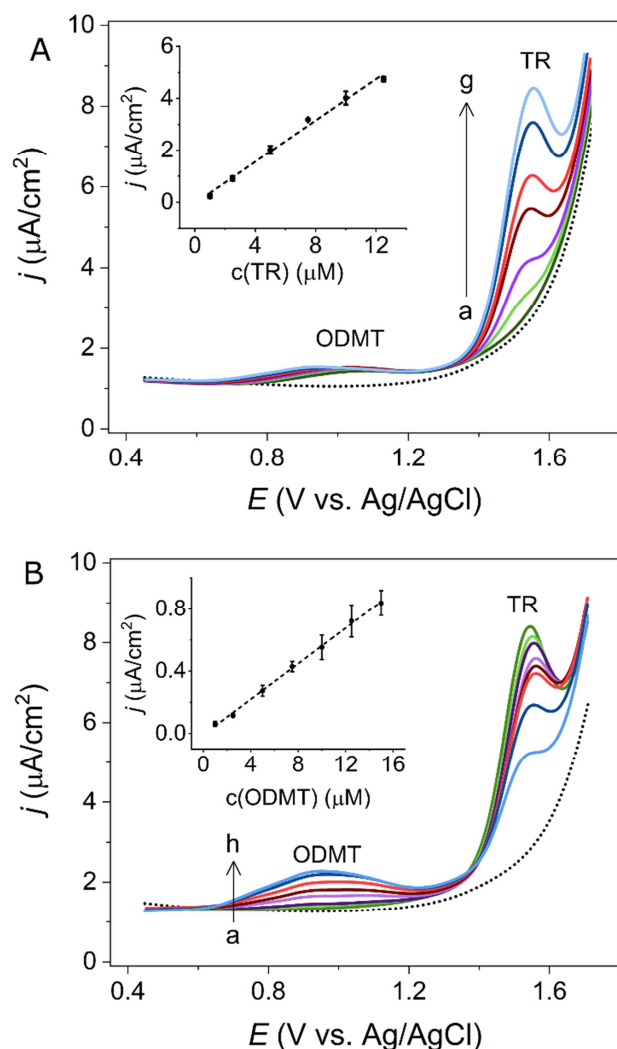 A
10
8
6
4
2
0
j (μA/cm²)
0.4 0.8 1.2 1.6
E (V vs. Ag/AgCl)
TR
g
a
ODMT
6
4
2
0
j (μA/cm²)
0 4 8 12
c(TR) (μM)
B
10
8
6
4
2
0
j (μA/cm²)
0.4 0.8 1.2 1.6
E (V vs. Ag/AgCl)
TR
ODMT
h
a
0.8
0.4
0.0
j (μA/cm²)
0 4 8 12 16
c(ODMT) (μM)